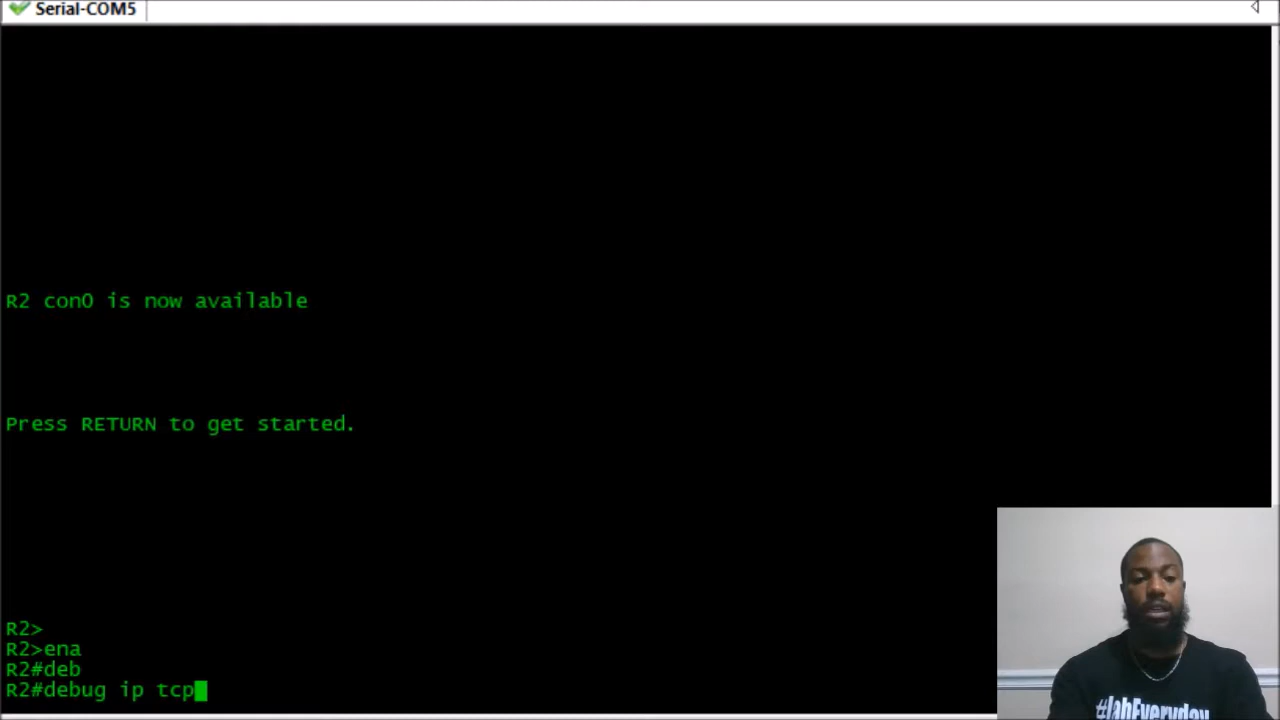 Serial-COM5
R2 con0 is now available
Press RETURN to get started.
R2>
R2>ena
R2#deb
R2#debug ip tcp
#labEveryday